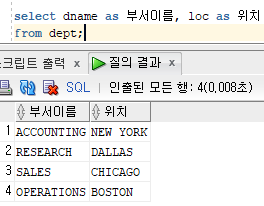 select dname as 부서이름, loc as 위치
from dept;
스크립트 출력 x 질의 결과 x
SQL | 인출된 모든 행: 4(0,008초)
부서이름 위치
1 ACCOUNTING NEW YORK
2 RESEARCH DALLAS
3 SALES CHICAGO
4 OPERATIONS BOSTON